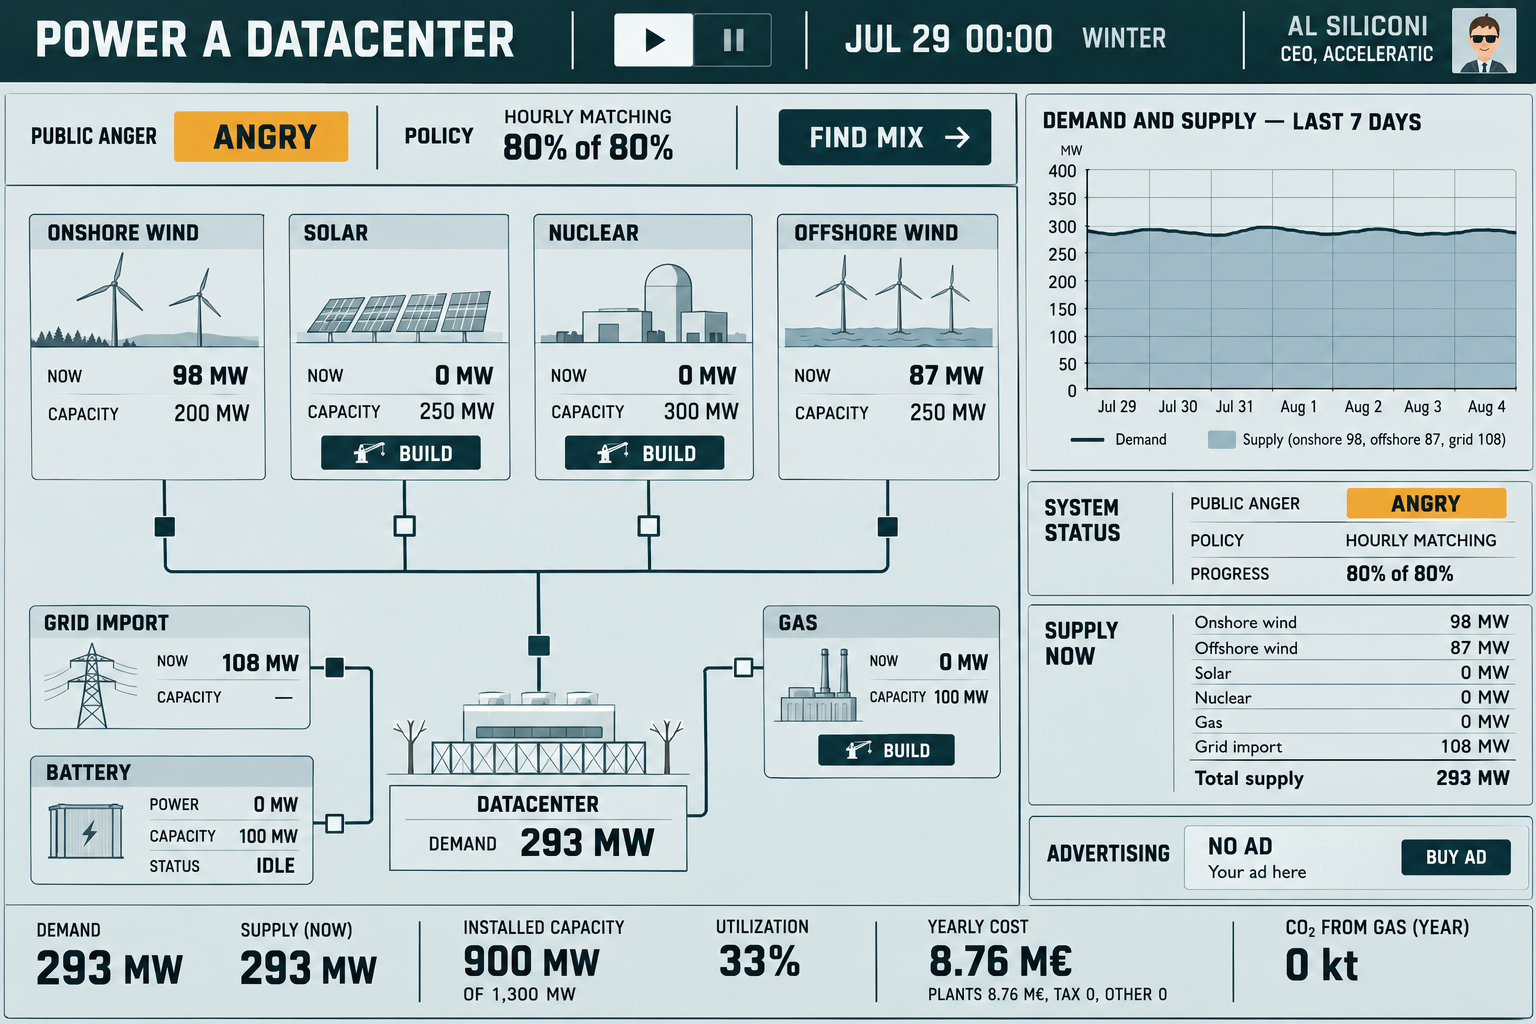 POWER A DATACENTER
JUL 29 00:00 WINTER
AL SILICONI
CEO, ACCELERATIC
PUBLIC ANGER ANGRY
POLICY
HOURLY MATCHING
80% of 80%
FIND MIX →
ONSHORE WIND
NOW 98 MW
CAPACITY 200 MW
SOLAR
NOW 0 MW
CAPACITY 250 MW
BUILD
NUCLEAR
NOW 0 MW
CAPACITY 300 MW
BUILD
OFFSHORE WIND
NOW 87 MW
CAPACITY 250 MW
GRID IMPORT
NOW 108 MW
CAPACITY —
BATTERY
POWER 0 MW
CAPACITY 100 MW
STATUS IDLE
DATACENTER
DEMAND 293 MW
GAS
NOW 0 MW
CAPACITY 100 MW
BUILD
DEMAND AND SUPPLY — LAST 7 DAYS
MW
400
350
300
250
200
150
100
50
0
Jul 29 Jul 30 Jul 31 Aug 1 Aug 2 Aug 3 Aug 4
Demand Supply (onshore 98, offshore 87, grid 108)
SYSTEM
STATUS
PUBLIC ANGER ANGRY
POLICY HOURLY MATCHING
PROGRESS 80% of 80%
SUPPLY
NOW
Onshore wind 98 MW
Offshore wind 87 MW
Solar 0 MW
Nuclear 0 MW
Gas 0 MW
Grid import 108 MW
Total supply 293 MW
ADVERTISING
NO AD
Your ad here
BUY AD
DEMAND
293 MW
SUPPLY (NOW)
293 MW
INSTALLED CAPACITY
900 MW
OF 1,300 MW
UTILIZATION
33%
YEARLY COST
8.76 M€
PLANTS 8.76 M€, TAX 0, OTHER 0
CO₂ FROM GAS (YEAR)
0 kt